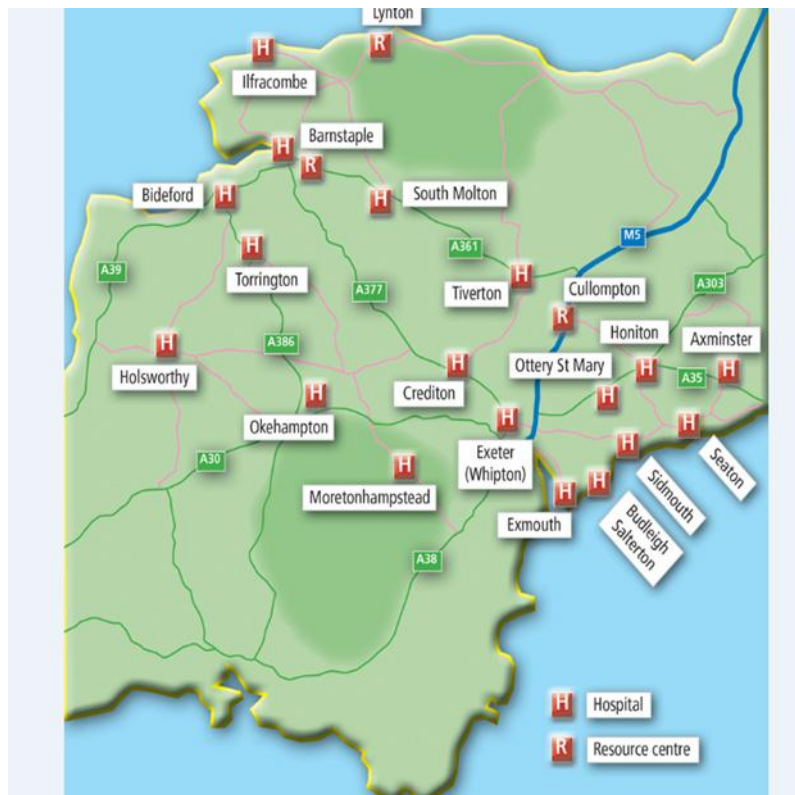 Lynton
R
H
Ilfracombe
Barnstaple
H
R
Bideford
H
South Molton
H
M5
A361
H
Torrington
A39
Tiverton
H
Cullompton
A303
A377
R
Honiton
Axminster
H
Holsworthy
A386
Crediton
H
Ottery St Mary
H
A35
H
H
Okehampton
H
H
Exeter
(Whipton)
H
Seaton
A30
H
Moretonhampstead
H
Sidmouth
H
Exmouth
H
Budleigh
Salterton
A38
H
Hospital
R
Resource centre